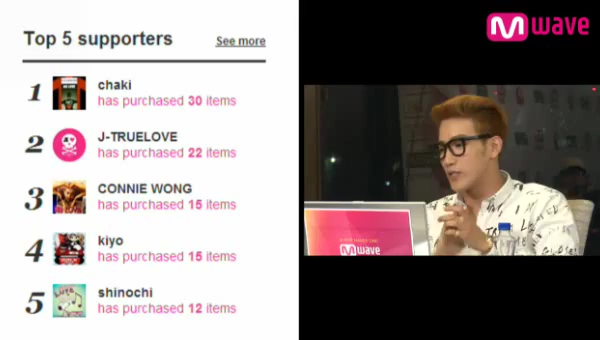 Top 5 supporters
See more
1
chaki
has purchased 30 items
2
J-TRUELOVE
has purchased 22 items
3
CONNIE WONG
has purchased 15 items
4
kiyo
has purchased 15 items
5
shinochi
has purchased 12 items
M wave
M wave